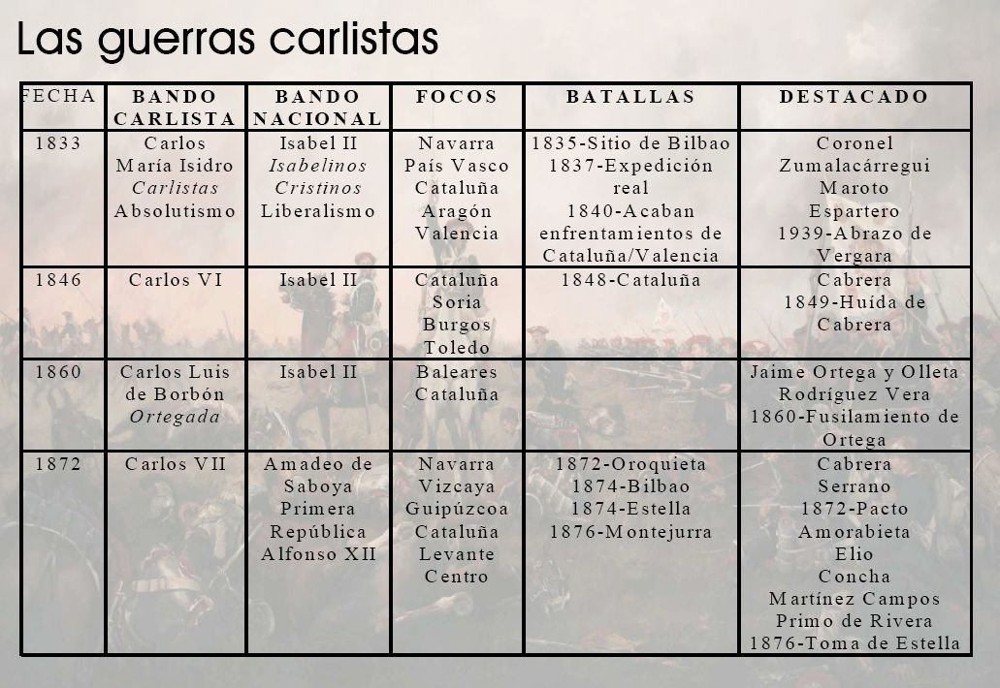 Las guerras carlistas
FECHA
BANDO
CARLISTA
BANDO
NACIONAL
FOCOS
BATALLAS
DESTACADO
1833
Carlos
María Isidro
Carlistas
Absolutismo
Isabel II
Isabelinos
Cristinos
Liberalismo
Navarra
País Vasco
Cataluña
Aragón
Valencia
1835-Sitio de Bilbao
1837-Expedición
real
1840-Acaban
enfrentamientos de
Cataluña/Valencia
Coronel
Zumalacárregui
Maroto
Espartero
1939-Abrazo de
Vergara
1846
Carlos VI
Isabel II
Cataluña
Soria
Burgos
Toledo
1848-Cataluña
Cabrera
1849-Huída de
Cabrera
1860
Carlos Luis
de Borbón
Ortegada
Isabel II
Baleares
Cataluña
Jaime Ortega y Olleta
Rodríguez Vera
1860-Fusilamiento de
Ortega
1872
Carlos VII
Amadeo de
Saboya
Primera
República
Alfonso XII
Navarra
Vizcaya
Guipúzcoa
Cataluña
Levante
Centro
1872-Oroquieta
1874-Bilbao
1874-Estella
1876-Montejurra
Cabrera
Serrano
1872-Pacto
Amorabieta
Elio
Concha
Martínez Campos
Primo de Rivera
1876-Toma de Estella